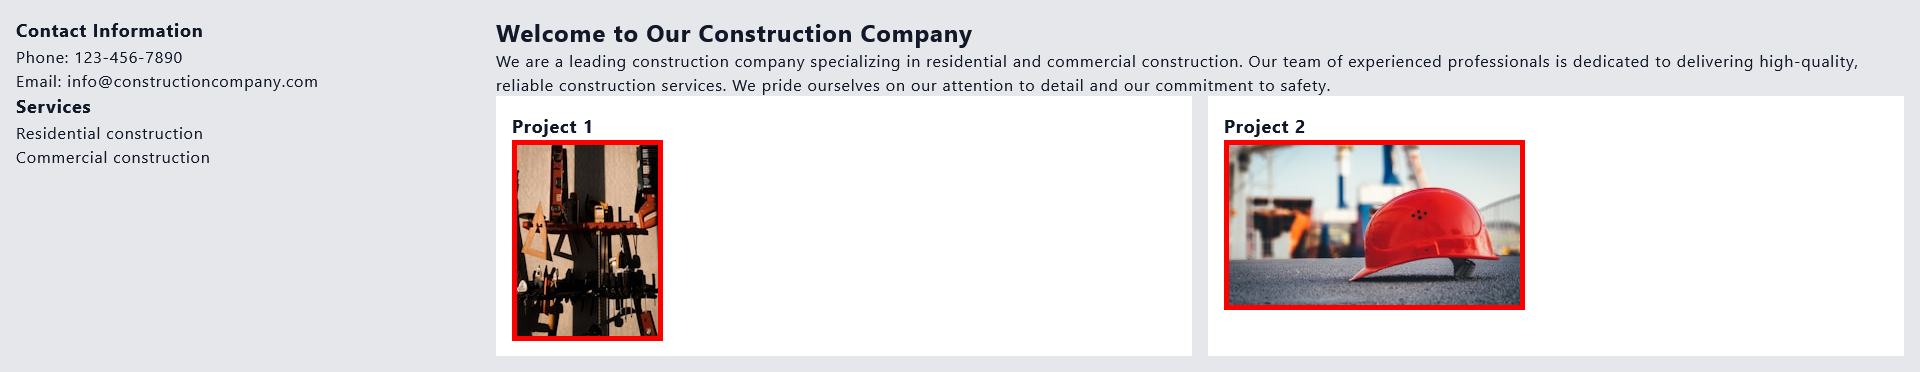 Contact Information
Phone: 123-456-7890
Email: info@constructioncompany.com
Services
Residential construction
Commercial construction
Welcome to Our Construction Company
We are a leading construction company specializing in residential and commercial construction. Our team of experienced professionals is dedicated to delivering high-quality,
reliable construction services. We pride ourselves on our attention to detail and our commitment to safety.
Project 1
Project 2